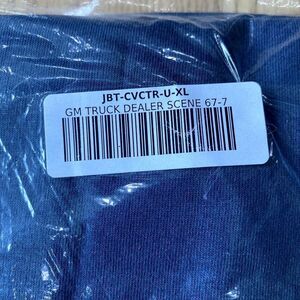 JBT-CVCTR-U-XL
GM TRUCK DEALER SCENE 67-7